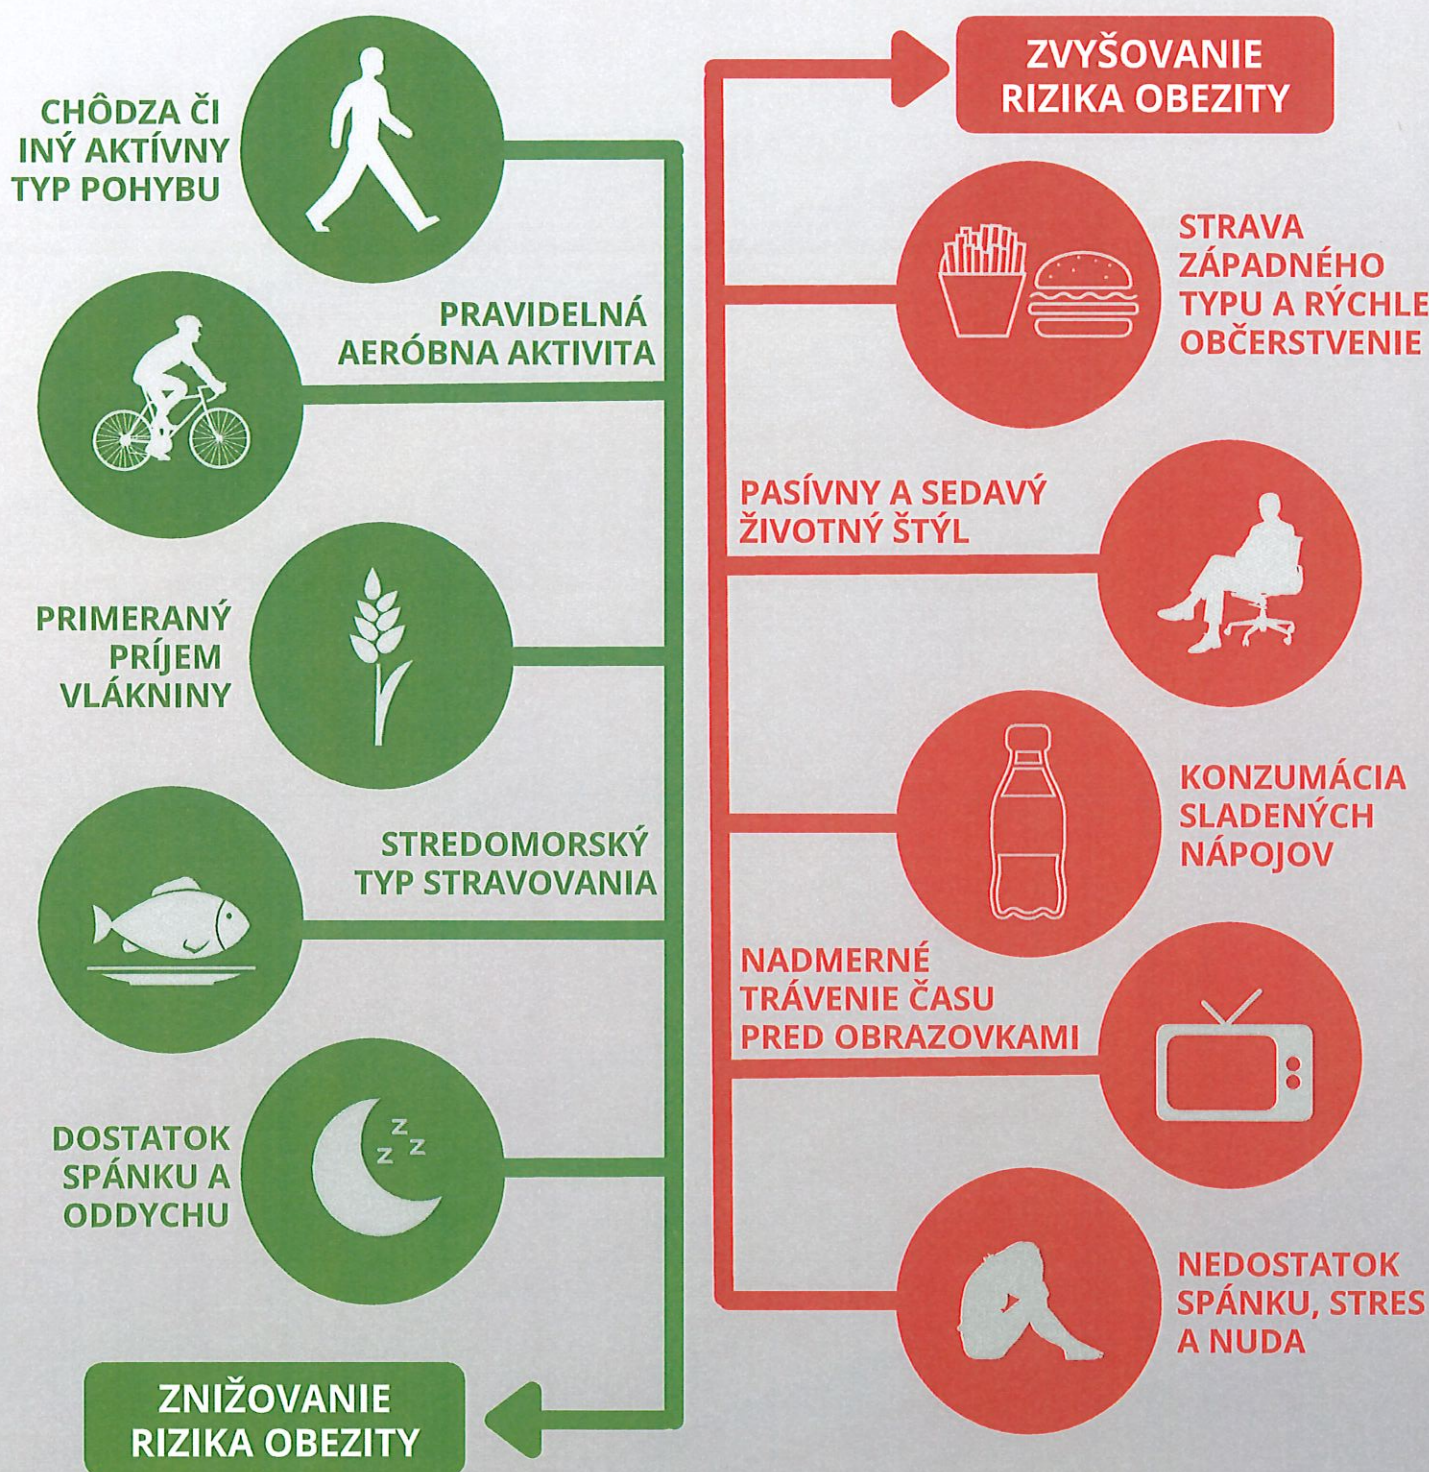 CHÔDZA ČI
INÝ AKTÍVNY
TYP POHYBU
PRAVIDELNÁ
AERÓBNA AKTIVITA
PRIMERANÝ
PRÍJEM
VLÁKNINY
STREDOMORSKÝ
TYP STRAVOVANIA
DOSTATOK
SPÁNKU A
ODDYCHU
z z z
ZNIŽOVANIE
RIZIKA OBEZITY
ZVYŠOVANIE
RIZIKA OBEZITY
STRAVA
ZÁPADNÉHO
TYPU A RÝCHLE
OBČERSTVENIE
PASÍVNY A SEDAVÝ
ŽIVOTNÝ ŠTÝL
KONZUMÁCIA
SLADENÝCH
NÁPOJOV
NADMERNÉ
TRÁVENIE ČASU
PRED OBRAZOVKAMI
NEDOSTATOK
SPÁNKU, STRES
A NUDA